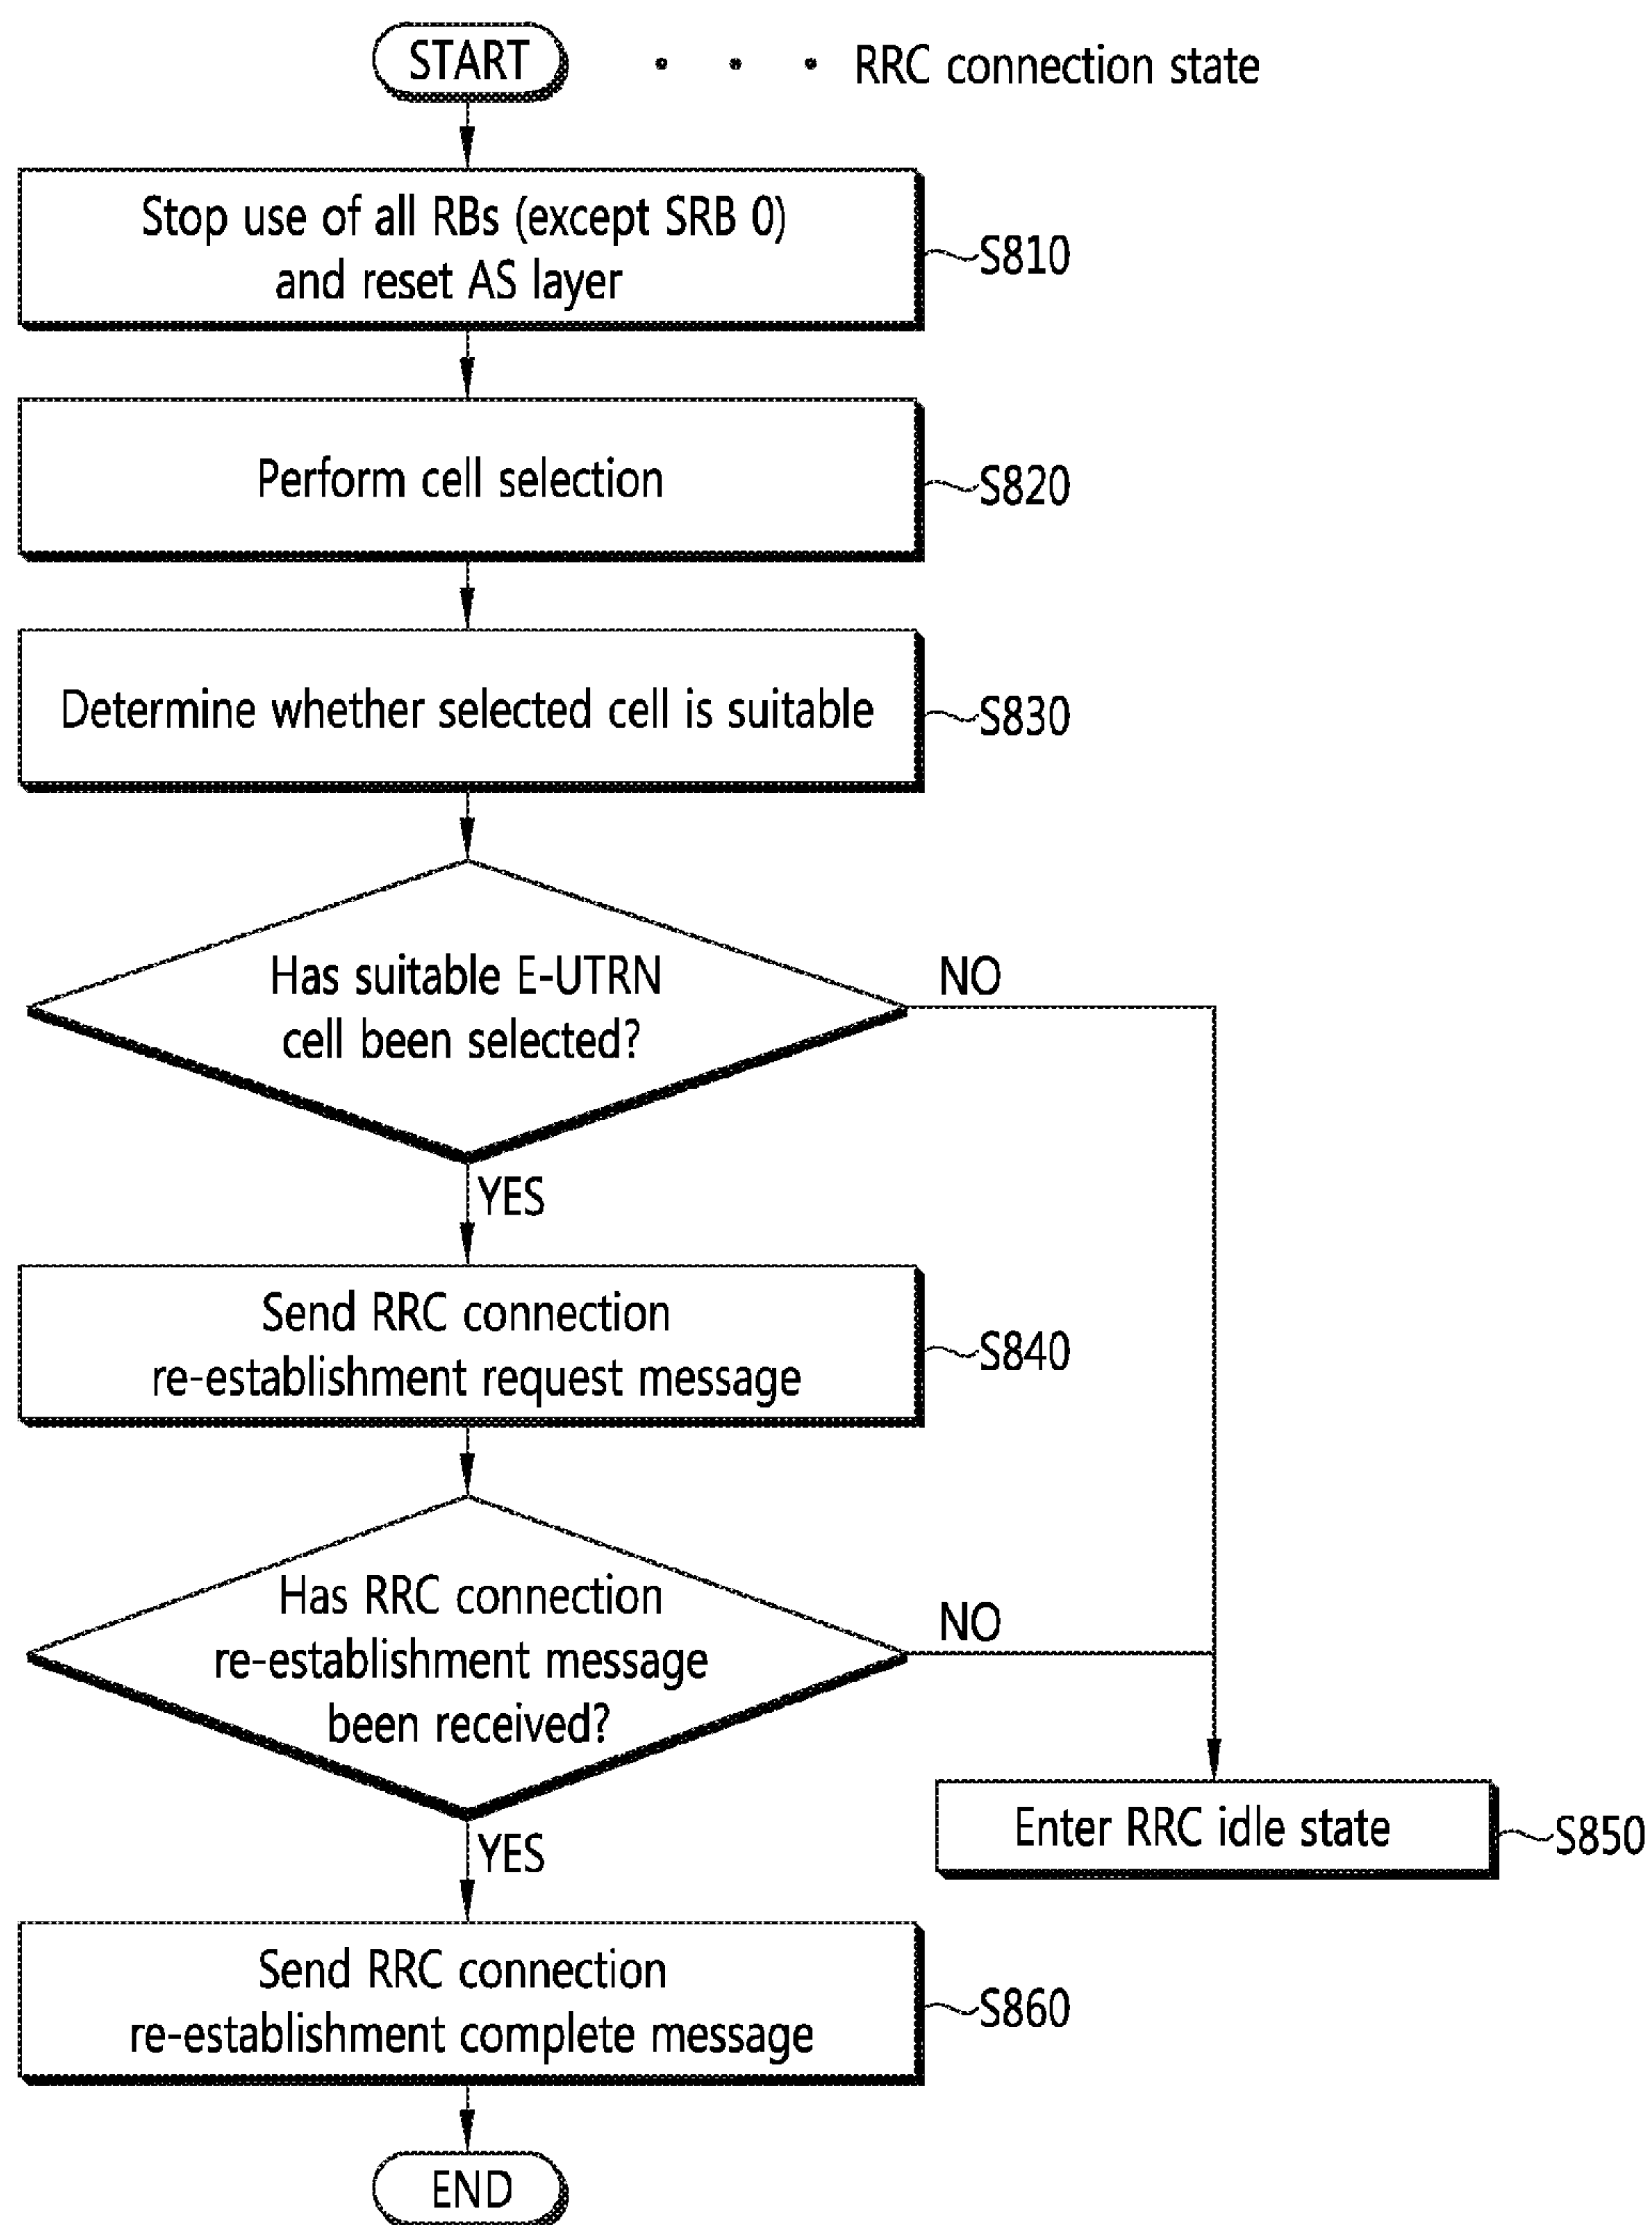 START
• • • RRC connection state
Stop use of all RBs (except SRB 0)
and reset AS layer
S810
Perform cell selection
S820
Determine whether selected cell is suitable
S830
Has suitable E-UTRN
cell been selected?
NO
YES
Send RRC connection
re-establishment request message
S840
Has RRC connection
re-establishment message
been received?
NO
YES
Enter RRC idle state
S850
Send RRC connection
re-establishment complete message
S860
END